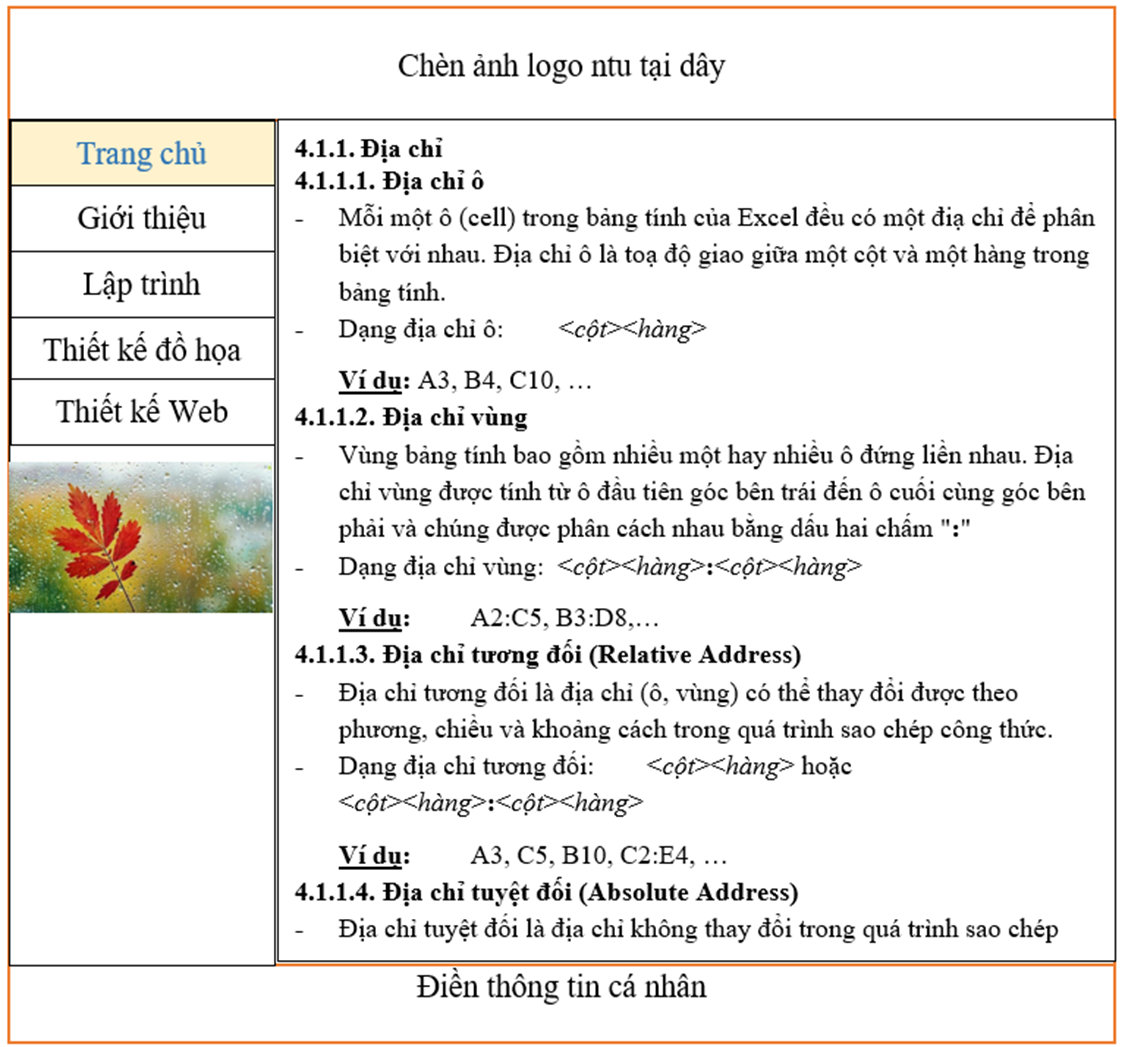 Chèn ảnh logo ntu tại dây
Trang chủ
Giới thiệu
Lập trình
Thiết kế đồ họa
Thiết kế Web
4.1.1. Địa chỉ
4.1.1.1. Địa chỉ ô
- Mỗi một ô (cell) trong bảng tính của Excel đều có một điạ chỉ để phân
biệt với nhau. Địa chỉ ô là toạ độ giao giữa một cột và một hàng trong
bảng tính.
- Dạng địa chỉ ô: <cột><hàng>
Ví dụ: A3, B4, C10, …
4.1.1.2. Địa chỉ vùng
- Vùng bảng tính bao gồm nhiều một hay nhiều ô đứng liền nhau. Địa
chỉ vùng được tính từ ô đầu tiên góc bên trái đến ô cuối cùng góc bên
phải và chúng được phân cách nhau bằng dấu hai chấm ":"
- Dạng địa chỉ vùng: <cột><hàng>:<cột><hàng>
Ví dụ: A2:C5, B3:D8,…
4.1.1.3. Địa chỉ tương đối (Relative Address)
- Địa chỉ tương đối là địa chỉ (ô, vùng) có thể thay đổi được theo
phương, chiều và khoảng cách trong quá trình sao chép công thức.
- Dạng địa chỉ tương đối: <cột><hàng> hoặc
<cột><hàng>:<cột><hàng>
Ví dụ: A3, C5, B10, C2:E4, …
4.1.1.4. Địa chỉ tuyệt đối (Absolute Address)
- Địa chỉ tuyệt đối là địa chỉ không thay đổi trong quá trình sao chép
Điền thông tin cá nhân